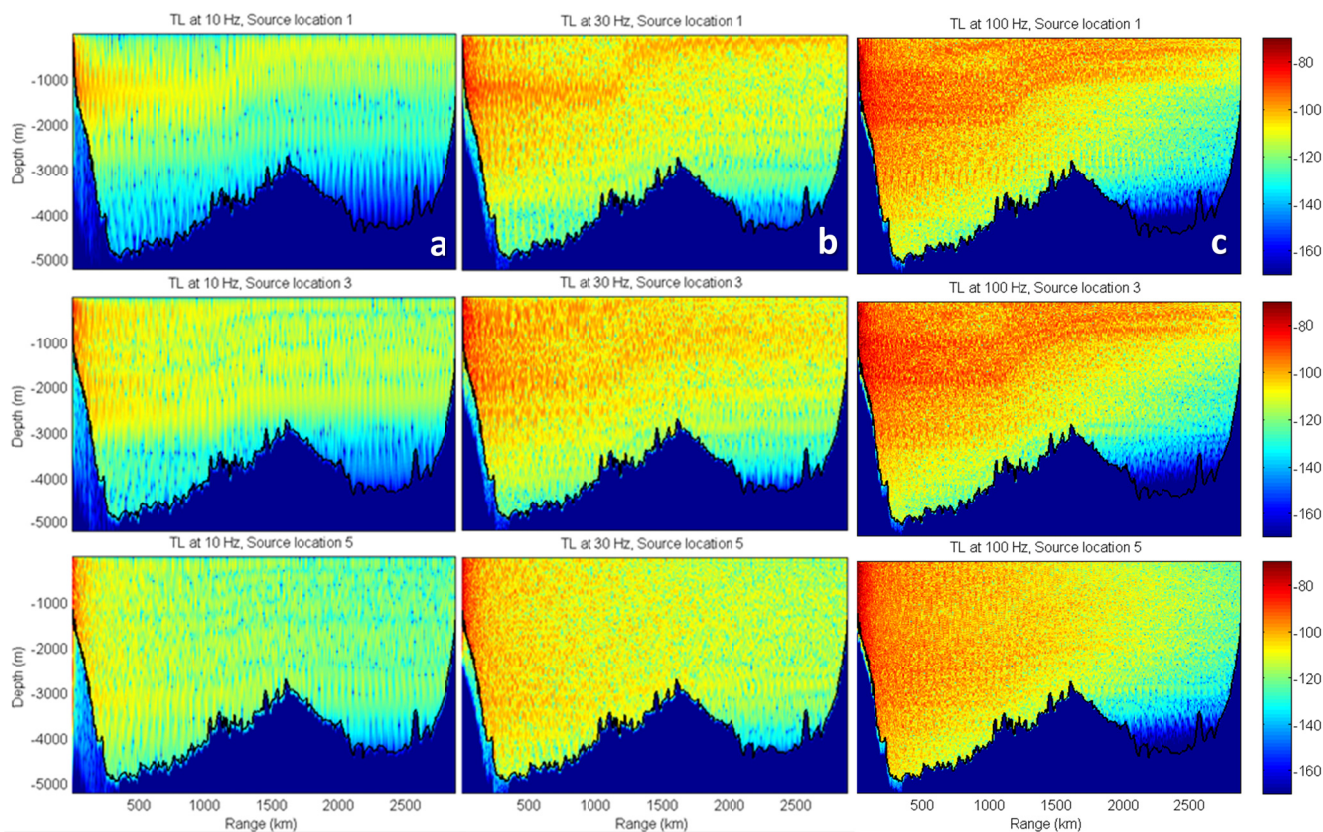 TL at 10 Hz, Source location 1
TL at 30 Hz, Source location 1
TL at 100 Hz, Source location 1
Depth (m)
-1000
-2000
-3000
-4000
-5000
a
b
c
-80
-100
-120
-140
-160
TL at 10 Hz, Source location 3
TL at 30 Hz, Source location 3
TL at 100 Hz, Source location 3
Depth (m)
-1000
-2000
-3000
-4000
-5000
-80
-100
-120
-140
-160
TL at 10 Hz, Source location 5
TL at 30 Hz, Source location 5
TL at 100 Hz, Source location 5
Depth (m)
-1000
-2000
-3000
-4000
-5000
-80
-100
-120
-140
-160
500 1000 1500 2000 2500
500 1000 1500 2000 2500
500 1000 1500 2000 2500
Range (km)
Range (km)
Range (km)